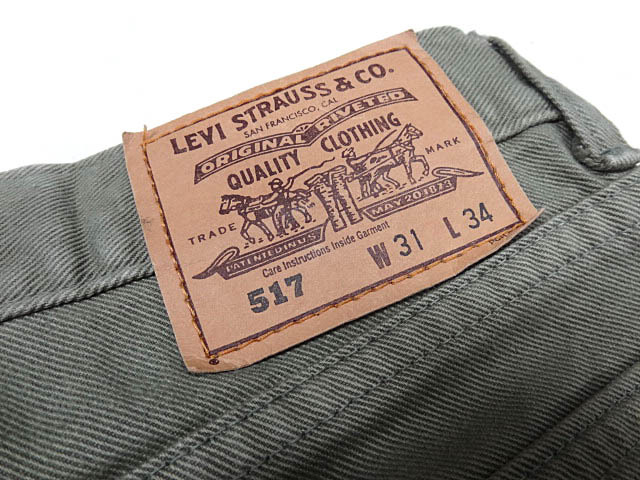 LEVI STRAUSS & CO.
SAN FRANCISCO, CAL
ORIGINAL RIVETED
QUALITY CLOTHING
TRADE MARK
PATENTED IN U.S. MAY 20 1873
Care Instructions Inside Garment
517 W 31 L 34